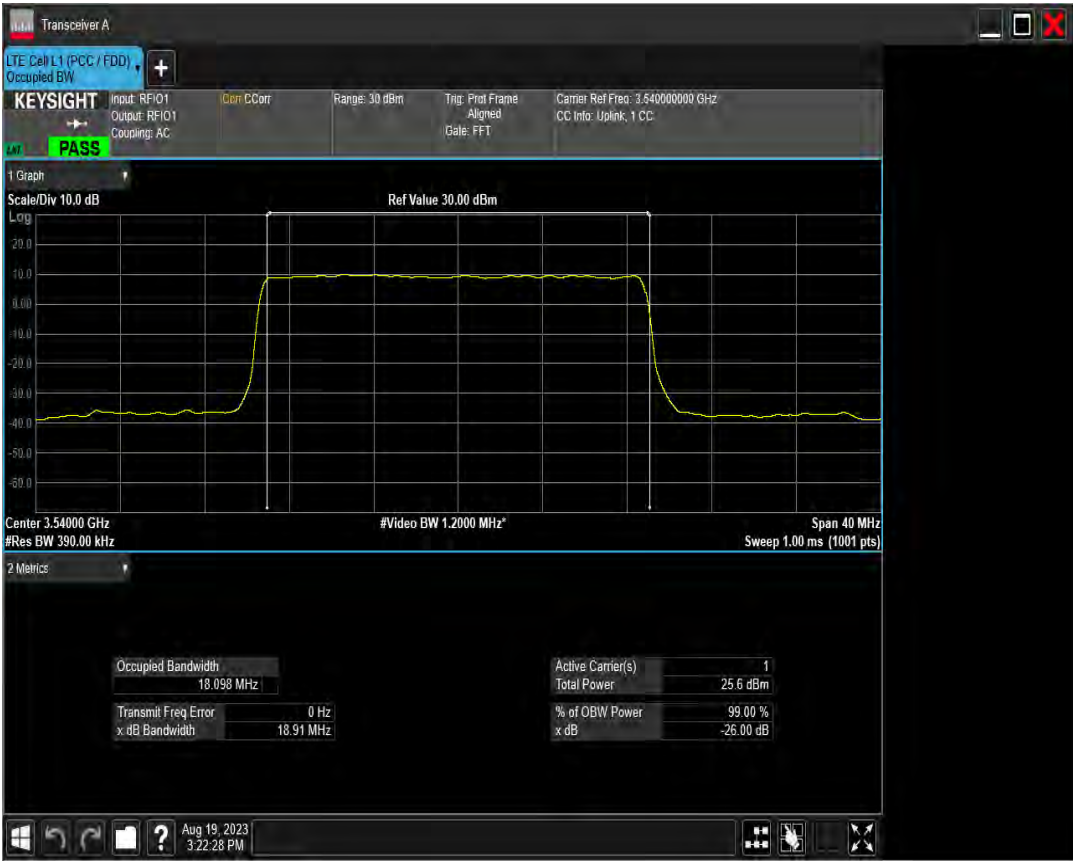 Transceiver A
LTE Cell L1 (PCC / FDD)
Occupied BW
+
KEYSIGHT
Input: RFIO1
Output: RFIO1
Coupling: AC
Corr CCorr
Range: 30 dBm
Trig: Prot Frame
Aligned
Gate: FFT
Carrier Ref Freq: 3.540000000 GHz
CC Info: Uplink, 1 CC
PASS
1 Graph
Scale/Div 10.0 dB
Ref Value 30.00 dBm
Log
20.0
10.0
0.00
-10.0
-20.0
-30.0
-40.0
-50.0
-60.0
Center 3.54000 GHz
#Video BW 1.2000 MHz*
Span 40 MHz
#Res BW 390.00 kHz
Sweep 1.00 ms (1001 pts)
2 Metrics
Occupied Bandwidth
18.098 MHz
Transmit Freq Error 0 Hz
x dB Bandwidth 18.91 MHz
Active Carrier(s) 1
Total Power 25.6 dBm
% of OBW Power 99.00 %
x dB -26.00 dB
?
Aug 19, 2023
3:22:28 PM